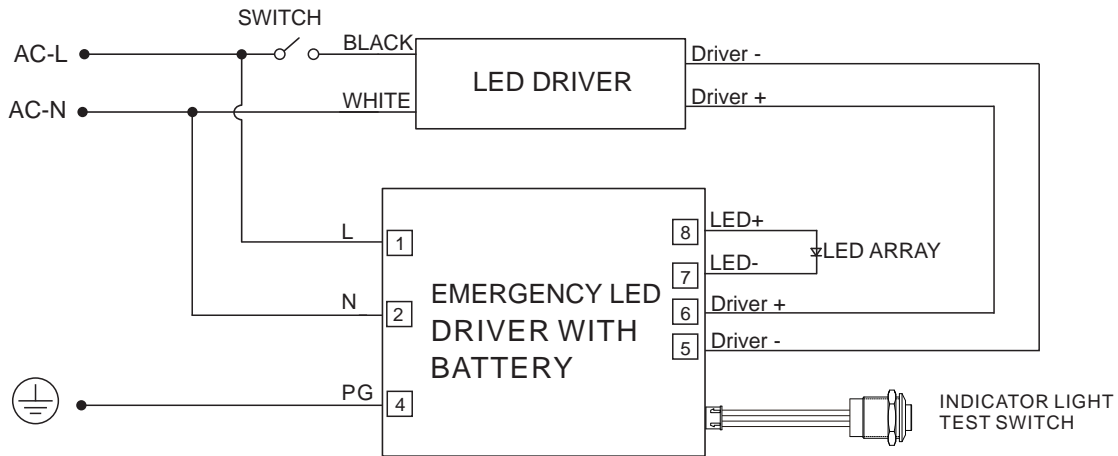 SWITCH
AC-L
BLACK
LED DRIVER
Driver -
AC-N
WHITE
Driver +
L
1
8
LED+
LED ARRAY
7
LED-
N
2
EMERGENCY LED
DRIVER WITH
BATTERY
6
Driver +
5
Driver -
PG
4
INDICATOR LIGHT
TEST SWITCH